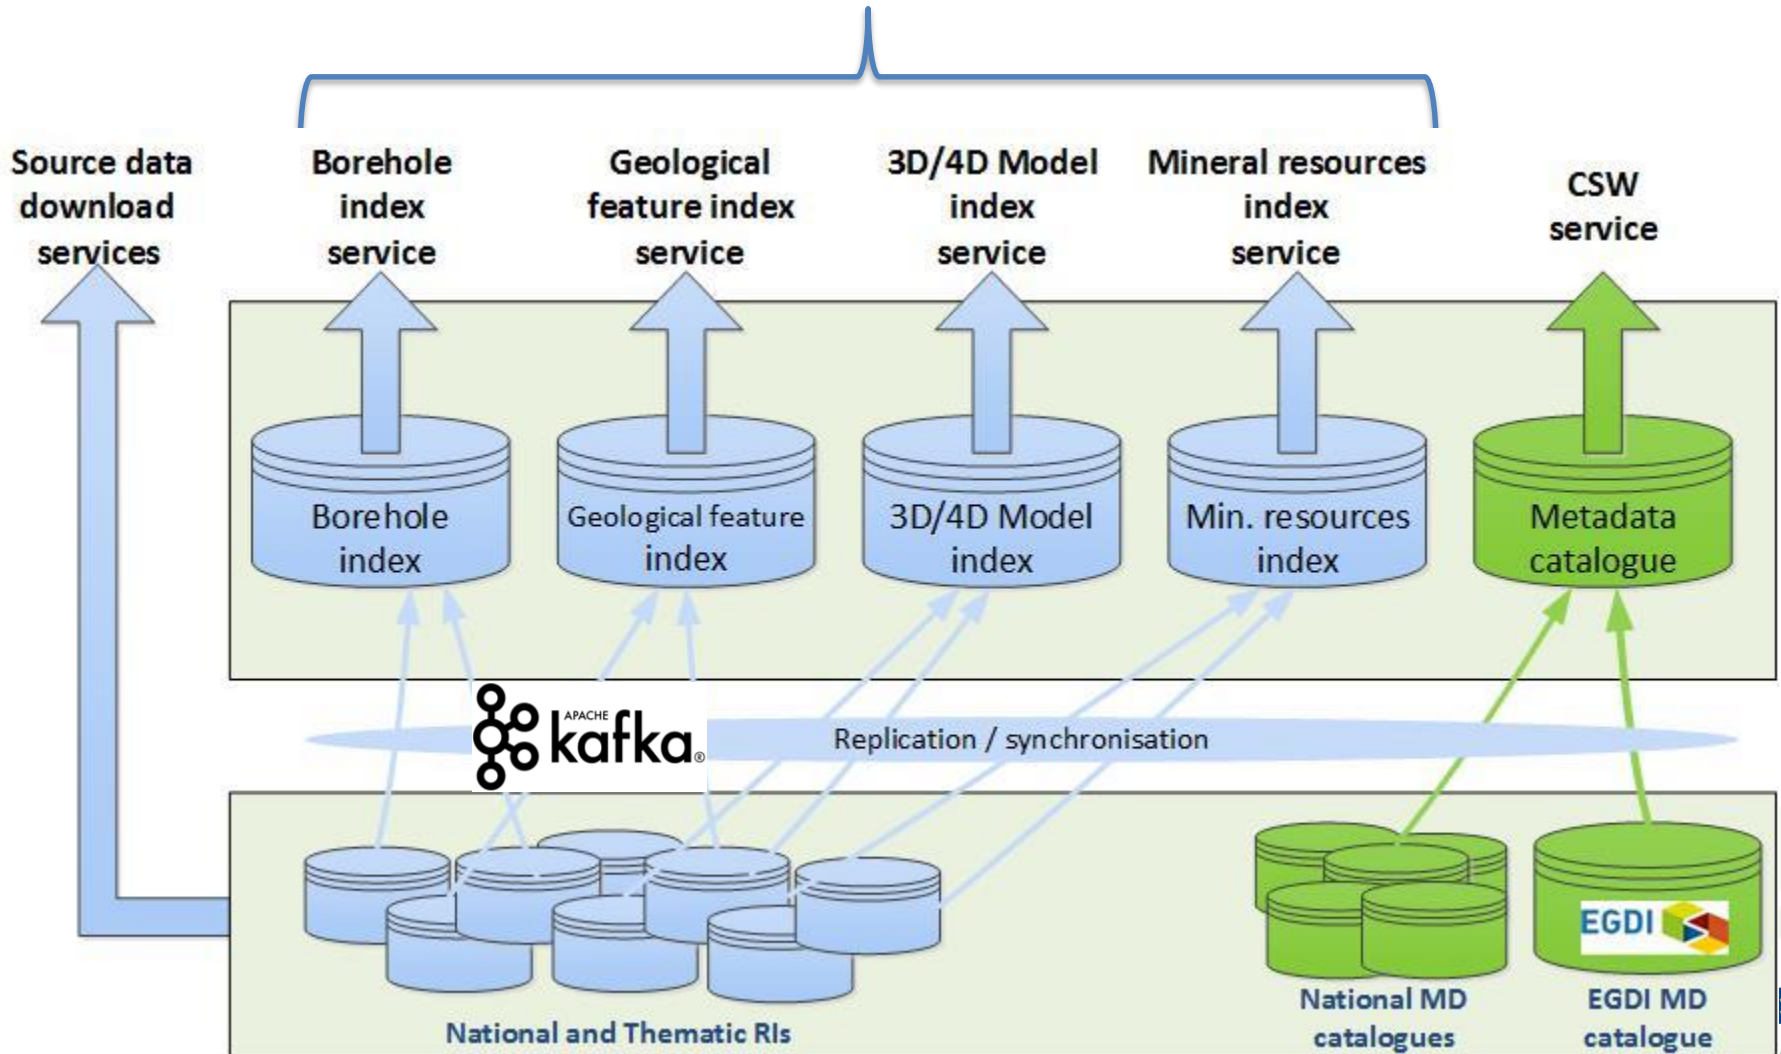 Source data
download
services
Borehole
index
service
Geological
feature index
service
3D/4D Model
index
service
Mineral resources
index
service
CSW
service
Borehole
index
Geological feature
index
3D/4D Model
index
Min. resources
index
Metadata
catalogue
APACHE
kafka®
Replication / synchronisation
EGDI
National and Thematic RIs
National MD
catalogues
EGDI MD
catalogue